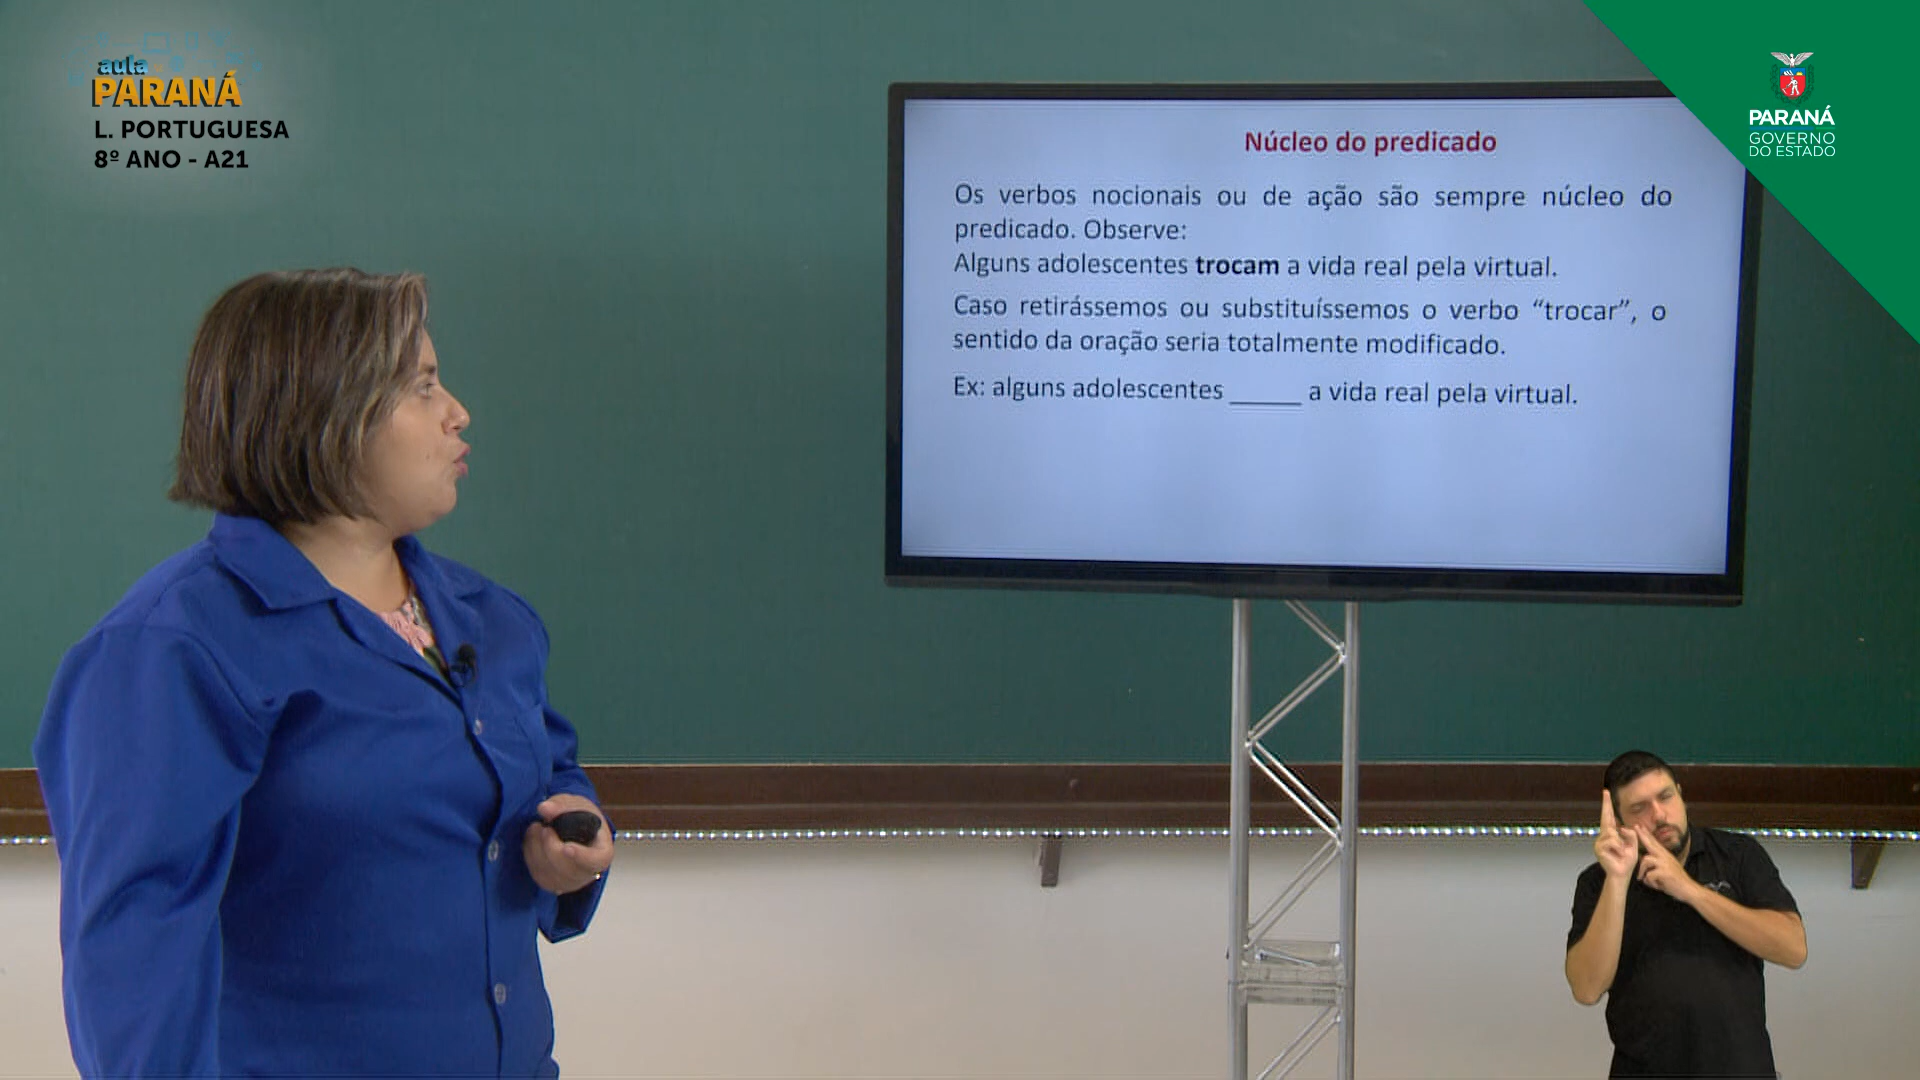 aula
PARANÁ
L. PORTUGUESA
8º ANO - A21
Núcleo do predicado
Os verbos nocionais ou de ação são sempre núcleo do
predicado. Observe:
Alguns adolescentes trocam a vida real pela virtual.
Caso retirássemos ou substituíssemos o verbo “trocar”, o
sentido da oração seria totalmente modificado.
Ex: alguns adolescentes _____ a vida real pela virtual.
PARANÁ
GOVERNO
DO ESTADO